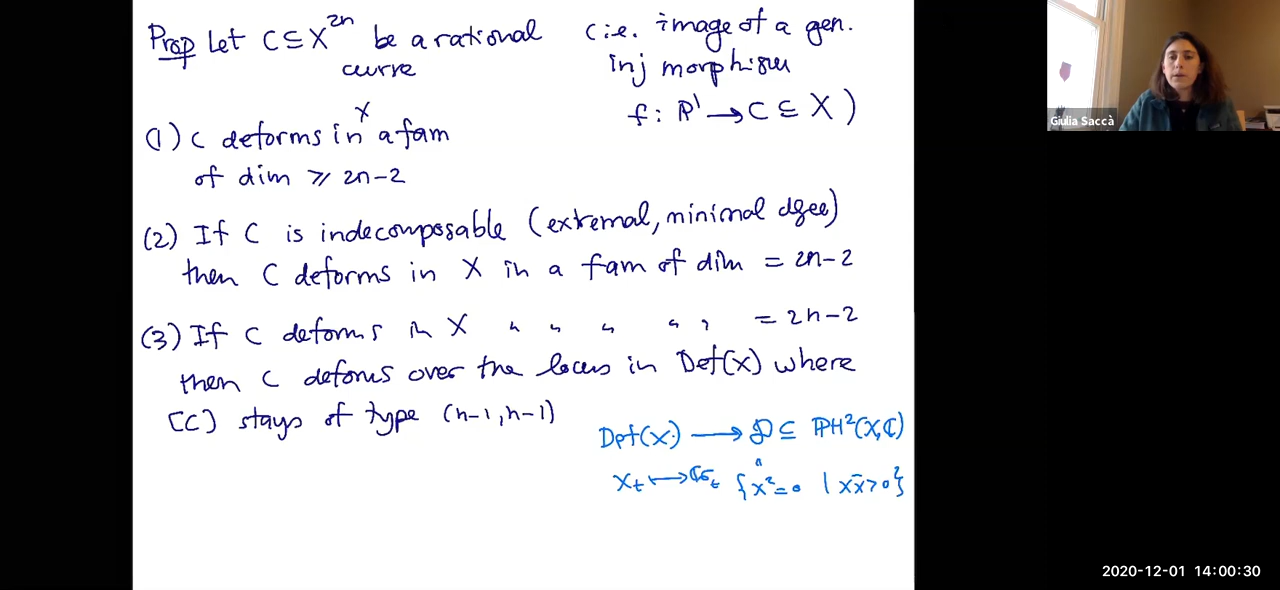 Prop Let C ⊆ X^{2n} be a rational curve
(i.e. image of a gen. inj morphism
f: P^1 → C ⊆ X)
(1) C deforms in X a fam
of dim ≥ 2n-2
(2) If C is indecomposable (extremal, minimal dgee)
then C deforms in X in a fam of dim = 2n-2
(3) If C deforms in X " " " " , = 2n-2
then C deforms over the locus in Def(X) where
[C] stays of type (n-1, n-1)
Def(X) → 𝒟 ⊆ PH^2(X, C)
X_t ↦ Cσ_t {x^2 = 0 | x x̄ > 0}
Giulia Saccà
2020-12-01 14:00:30